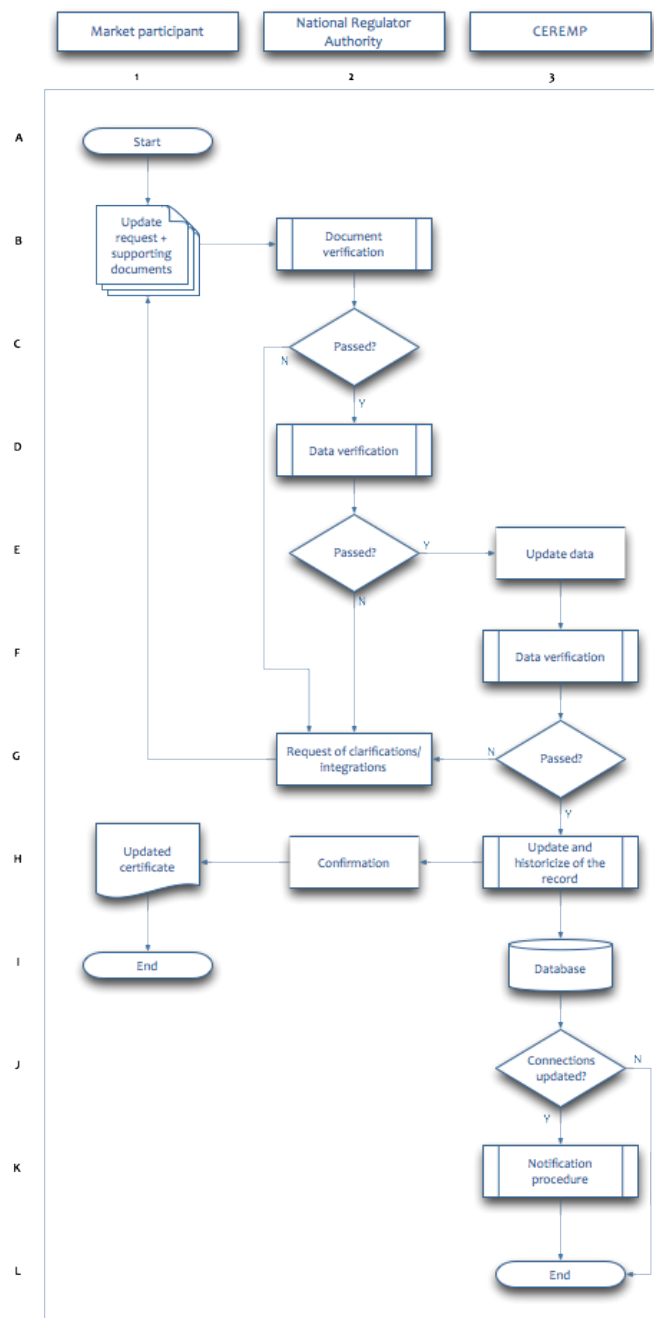 Market participant
National Regulator
Authority
CEREMP
1
2
3
A
Start
B
Update
request +
supporting
documents
Document
verification
C
Passed?
N
Y
D
Data verification
E
Passed?
Y
Update data
N
F
Data verification
G
Request of clarifications/
integrations
N
Passed?
Y
H
Updated
certificate
Confirmation
Update and
historicize of the
record
I
End
Database
J
Connections
updated?
N
Y
K
Notification
procedure
L
End